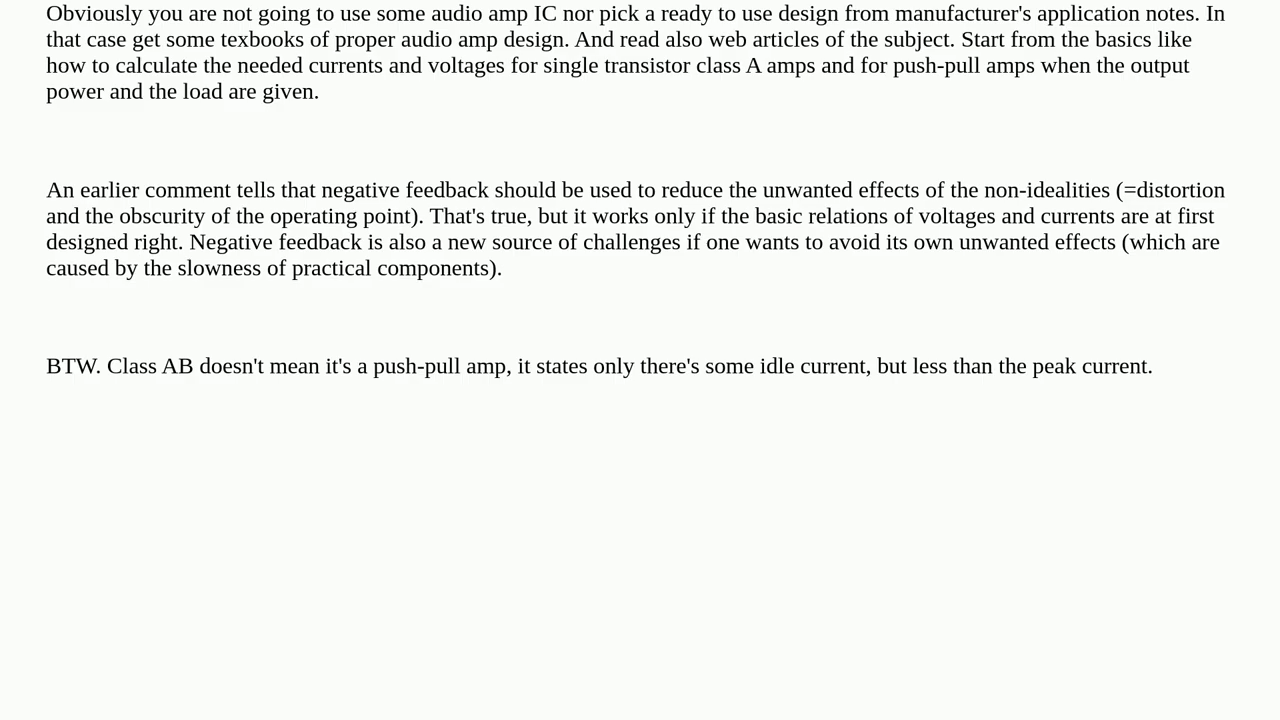 Obviously you are not going to use some audio amp IC nor pick a ready to use design from manufacturer's application notes. In
that case get some texbooks of proper audio amp design. And read also web articles of the subject. Start from the basics like
how to calculate the needed currents and voltages for single transistor class A amps and for push-pull amps when the output
power and the load are given.
An earlier comment tells that negative feedback should be used to reduce the unwanted effects of the non-idealities (=distortion
and the obscurity of the operating point). That's true, but it works only if the basic relations of voltages and currents are at first
designed right. Negative feedback is also a new source of challenges if one wants to avoid its own unwanted effects (which are
caused by the slowness of practical components).
BTW. Class AB doesn't mean it's a push-pull amp, it states only there's some idle current, but less than the peak current.